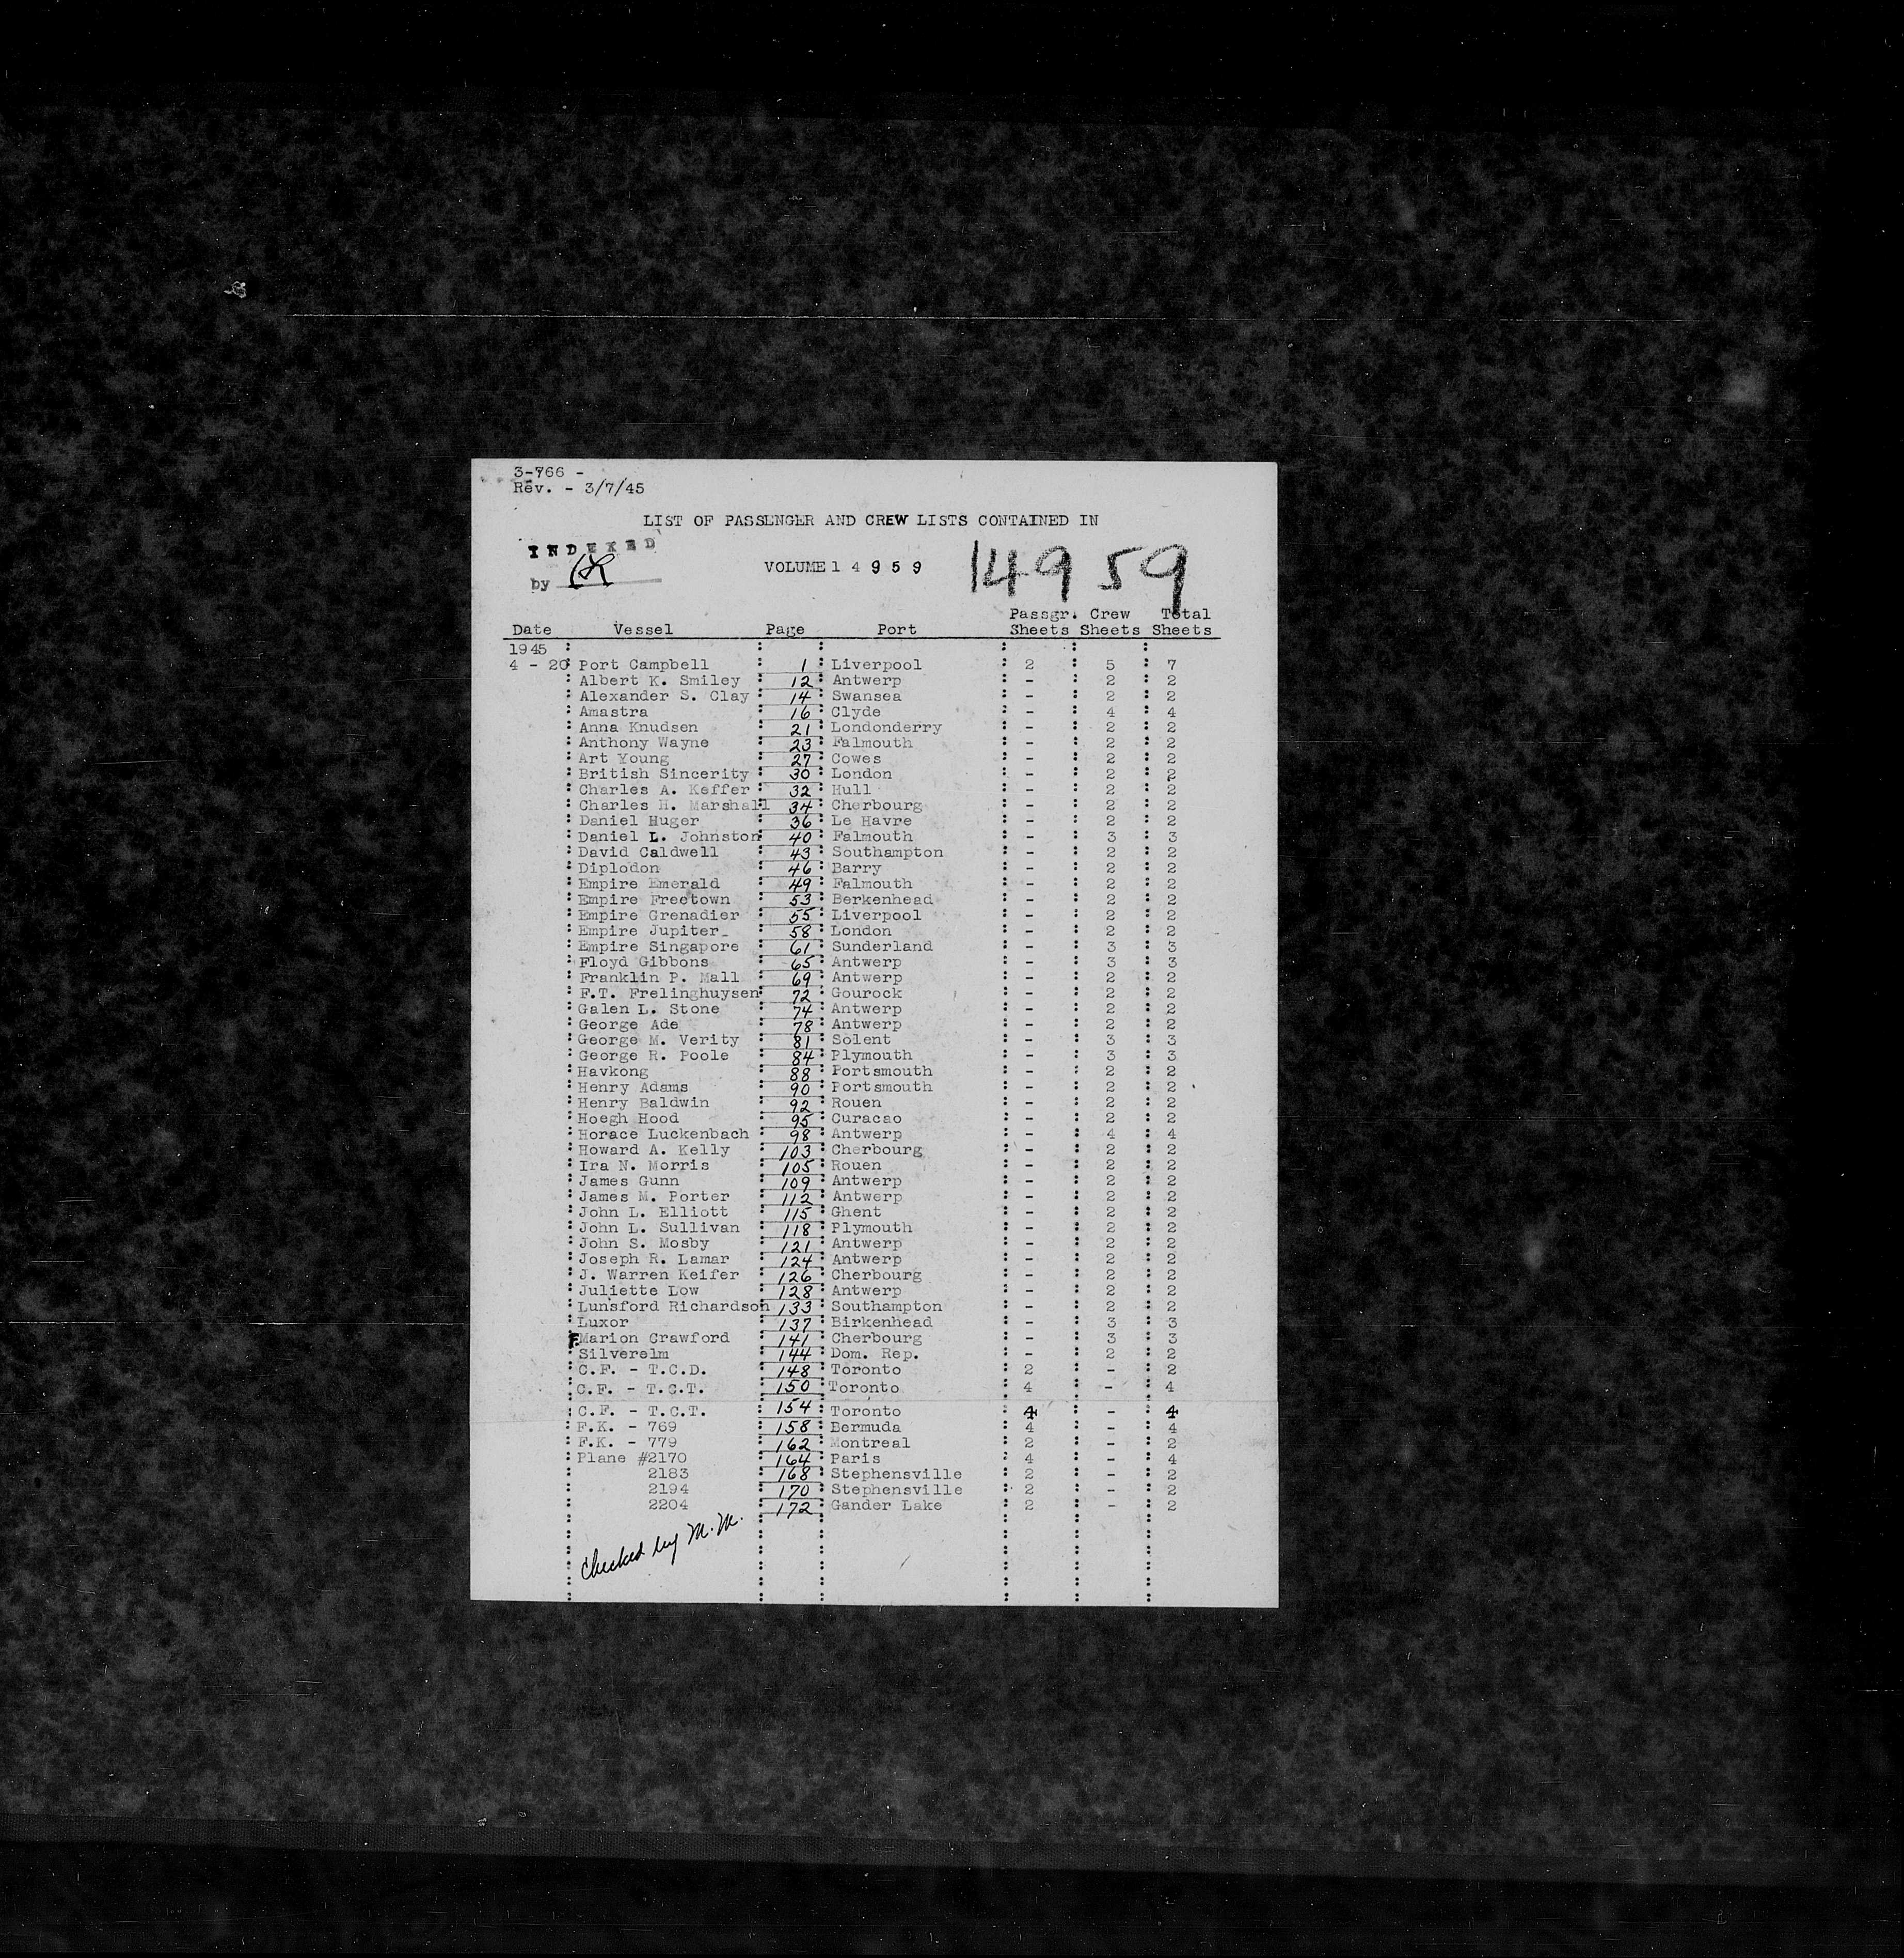 3-766 -
Rev. - 3/7/45
LIST OF PASSENGER AND CREW LISTS CONTAINED IN
INDEXED
by
VOLUME 14959 14959
Passgr. Crew Total
Date Vessel Page Port Sheets Sheets Sheets
1945
4 - 20 Port Campbell 1 Liverpool 2 5 7
Albert K. Smiley 12 Antwerp - 2 2
Alexander S. Clay 14 Swansea - 2 2
Amastra 16 Clyde - 4 4
Anna Knudsen 21 Londonderry - 2 2
Anthony Wayne 23 Falmouth - 2 2
Art Young 27 Cowes - 2 2
British Sincerity 30 London - 2 2
Charles A. Keffer 32 Hull - 2 2
Charles H. Marshall 34 Cherbourg - 2 2
Daniel Huger 36 Le Havre - 2 2
Daniel L. Johnston 40 Falmouth - 3 3
David Caldwell 43 Southampton - 2 2
Diplodon 46 Barry - 2 2
Empire Emerald 49 Falmouth - 2 2
Empire Freetown 53 Berkenhead - 2 2
Empire Grenadier 55 Liverpool - 2 2
Empire Jupiter 58 London - 2 2
Empire Singapore 61 Sunderland - 3 3
Floyd Gibbons 65 Antwerp - 3 3
Franklin P. Mall 69 Antwerp - 2 2
F.T. Frelinghuysen 72 Gourock - 2 2
Galen L. Stone 74 Antwerp - 2 2
George Ade 78 Antwerp - 2 2
George M. Verity 81 Solent - 3 3
George R. Poole 84 Plymouth - 3 3
Havkong 88 Portsmouth - 2 2
Henry Adams 90 Portsmouth - 2 2
Henry Baldwin 92 Rouen - 2 2
Hoegh Hood 95 Curacao - 2 2
Horace Luckenbach 98 Antwerp - 4 4
Howard A. Kelly 103 Cherbourg - 2 2
Ira N. Morris 105 Rouen - 2 2
James Gunn 109 Antwerp - 2 2
James M. Porter 112 Antwerp - 2 2
John L. Elliott 115 Ghent - 2 2
John L. Sullivan 118 Plymouth - 2 2
John S. Mosby 121 Antwerp - 2 2
Joseph R. Lamar 124 Antwerp - 2 2
J. Warren Keifer 126 Cherbourg - 2 2
Juliette Low 128 Antwerp - 2 2
Lunsford Richardson 133 Southampton - 2 2
Luxor 137 Birkenhead - 3 3
F. Marion Crawford 141 Cherbourg - 3 3
Silverelm 144 Dom. Rep. - 2 2
C.F. - T.C.D. 148 Toronto 2 - 2
C.F. - T.C.T. 150 Toronto 4 - 4
C.F. - T.C.T. 154 Toronto 4 - 4
F.K. - 769 158 Bermuda 4 - 4
F.K. - 779 162 Montreal 2 - 2
Plane #2170 164 Paris 4 - 4
2183 168 Stephensville 2 - 2
2194 170 Stephensville 2 - 2
2204 172 Gander Lake 2 - 2
Checked by M.M.